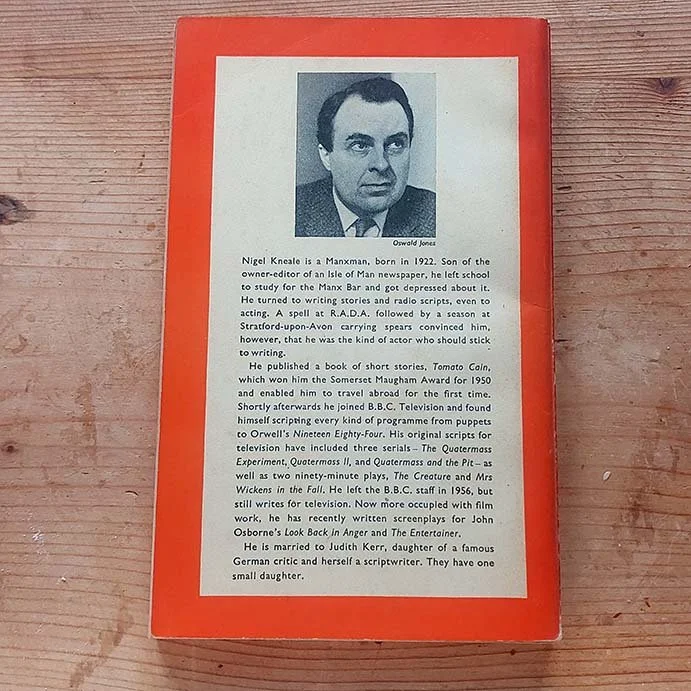 Oswald Jones
Nigel Kneale is a Manxman, born in 1922. Son of the
owner-editor of an Isle of Man newspaper, he left school
to study for the Manx Bar and got depressed about it.
He turned to writing stories and radio scripts, even to
acting. A spell at R.A.D.A. followed by a season at
Stratford-upon-Avon carrying spears convinced him,
however, that he was the kind of actor who should stick
to writing.
He published a book of short stories, Tomato Cain,
which won him the Somerset Maugham Award for 1950
and enabled him to travel abroad for the first time.
Shortly afterwards he joined B.B.C. Television and found
himself scripting every kind of programme from puppets
to Orwell's Nineteen Eighty-Four. His original scripts for
television have included three serials – The Quatermass
Experiment, Quatermass II, and Quatermass and the Pit – as
well as two ninety-minute plays, The Creature and Mrs
Wickens in the Fall. He left the B.B.C. staff in 1956, but
still writes for television. Now more occupied with film
work, he has recently written screenplays for John
Osborne's Look Back in Anger and The Entertainer.
He is married to Judith Kerr, daughter of a famous
German critic and herself a scriptwriter. They have one
small daughter.